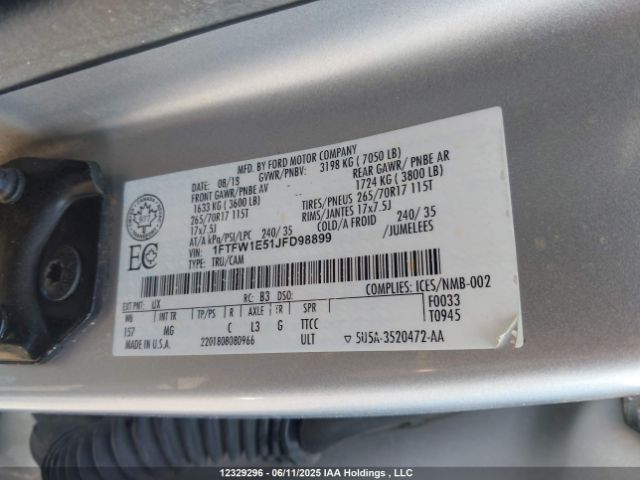 MFD. BY FORD MOTOR COMPANY
DATE: 08/18 GVWR/PNBV: 3198 KG ( 7050 LB)
FRONT GAWR/PNBE AV REAR GAWR/ PNBE AR
1633 KG ( 3600 LB) 1724 KG ( 3800 LB)
265/70R17 115T TIRES/PNEUS 265/70R17 115T
17x7.5J RIMS/JANTES 17x7.5J
AT/A kPa/PSI/LPC 240/ 35 COLD/A FROID 240/ 35
VIN: 1FTFW1E51JFD98899 /JUMELEES
TYPE: TRU/CAM
EC
COMPLIES: ICES/NMB-002
EXT PNT: UX RC: B3 DSO: F0033
WB INT TR TP/PS R AXLE TR SPR T0945
157 MG C L3 G TTCC
MADE IN U.S.A. 2201808080966 ULT ▽ 5U5A-3520472-AA
12329296 - 06/11/2025 IAA Holdings , LLC